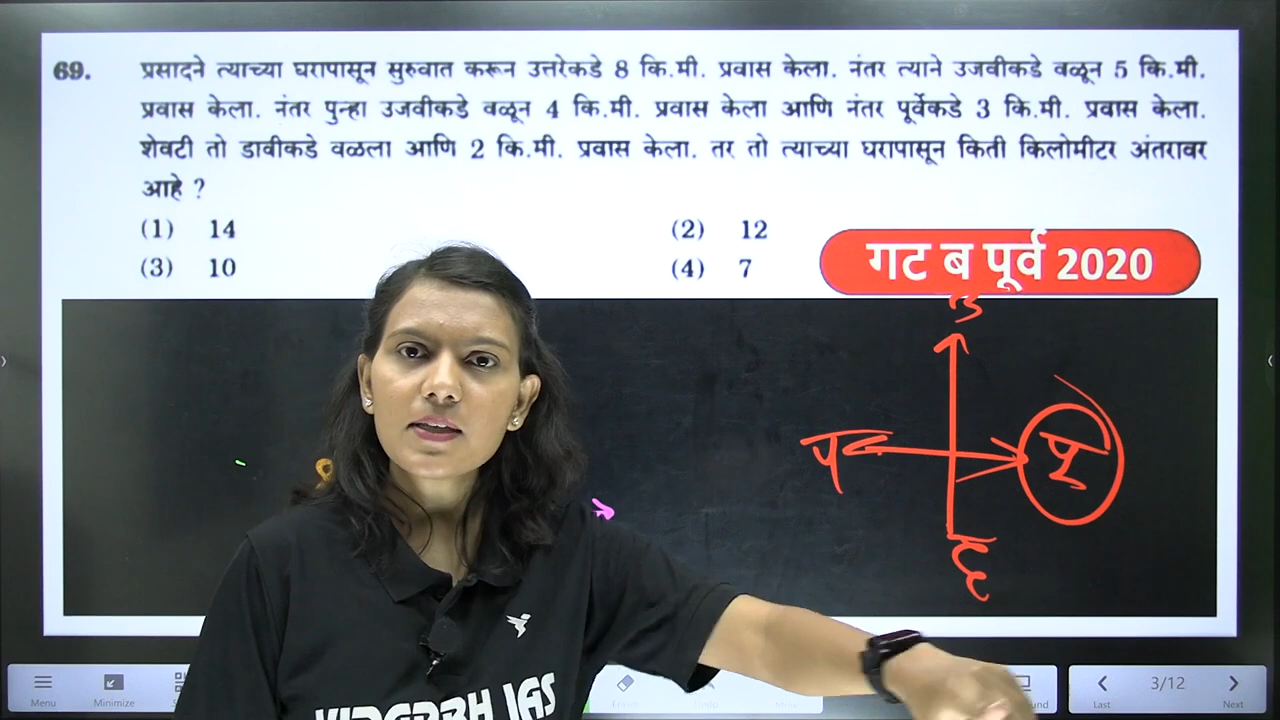 69. प्रसादने त्याच्या घरापासून सुरुवात करून उत्तरेकडे 8 कि.मी. प्रवास केला. नंतर त्याने उजवीकडे वळून 5 कि.मी.
प्रवास केला. नंतर पुन्हा उजवीकडे वळून 4 कि.मी. प्रवास केला आणि नंतर पूर्वेकडे 3 कि.मी. प्रवास केला.
शेवटी तो डावीकडे वळला आणि 2 कि.मी. प्रवास केला. तर तो त्याच्या घरापासून किती किलोमीटर अंतरावर
आहे ?
(1) 14 (2) 12
(3) 10 (4) 7
गट ब पूर्व 2020
उ
प
पू
द
VIDARBH IAS
Menu Minimize
Last 3/12 Next